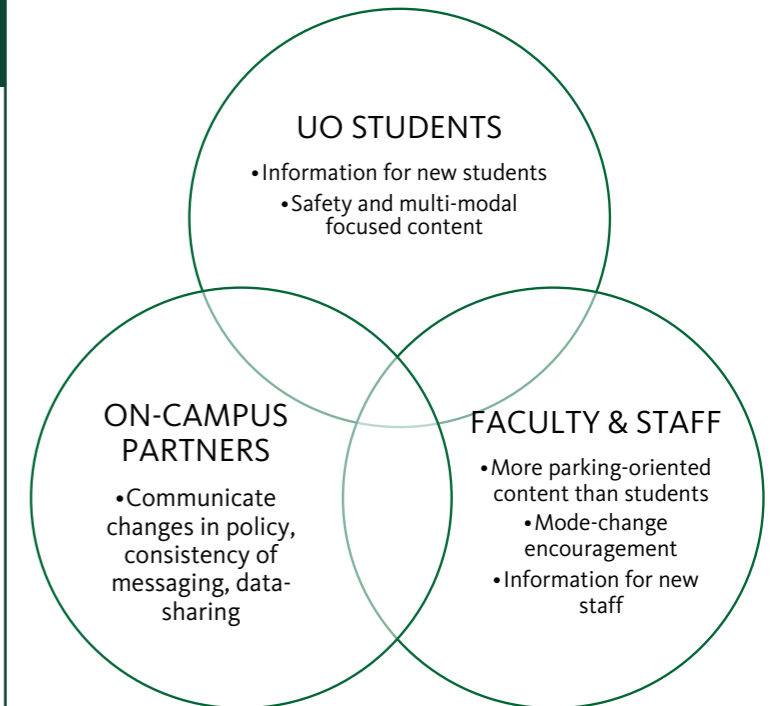 UO STUDENTS
•Information for new students
•Safety and multi-modal
focused content
ON-CAMPUS
PARTNERS
•Communicate
changes in policy,
consistency of
messaging, data-
sharing
FACULTY & STAFF
•More parking-oriented
content than students
•Mode-change
encouragement
•Information for new
staff